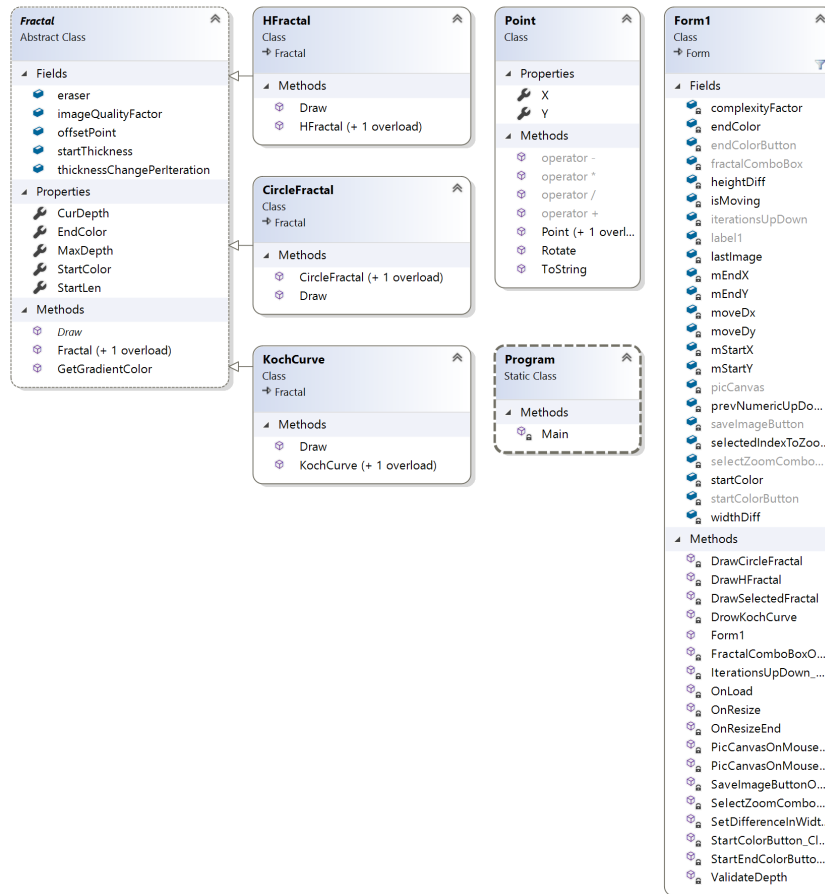 Fractal
Abstract Class
Fields
eraser
imageQualityFactor
offsetPoint
startThickness
thicknessChangePerIteration
Properties
CurDepth
EndColor
MaxDepth
StartColor
StartLen
Methods
Draw
Fractal (+ 1 overload)
GetGradientColor
HFractal
Class
Fractal
Methods
Draw
HFractal (+ 1 overload)
CircleFractal
Class
Fractal
Methods
CircleFractal (+ 1 overload)
Draw
KochCurve
Class
Fractal
Methods
Draw
KochCurve (+ 1 overload)
Point
Class
Properties
X
Y
Methods
operator -
operator *
operator /
operator +
Point (+ 1 overl...
Rotate
ToString
Program
Static Class
Methods
Main
Form1
Class
Form
Fields
complexityFactor
endColor
endColorButton
fractalComboBox
heightDiff
isMoving
iterationsUpDown
label1
lastImage
mEndX
mEndY
moveDx
moveDy
mStartX
mStartY
picCanvas
prevNumericUpDo...
saveImageButton
selectedIndexToZoo...
selectZoomCombo...
startColor
startColorButton
widthDiff
Methods
DrawCircleFractal
DrawHFractal
DrawSelectedFractal
DrowKochCurve
Form1
FractalComboBoxO...
IterationsUpDown_...
OnLoad
OnResize
OnResizeEnd
PicCanvasOnMouse...
PicCanvasOnMouse...
SaveImageButtonO...
SelectZoomCombo...
SetDifferenceInWidt...
StartColorButton_Cl...
StartEndColorButto...
ValidateDepth